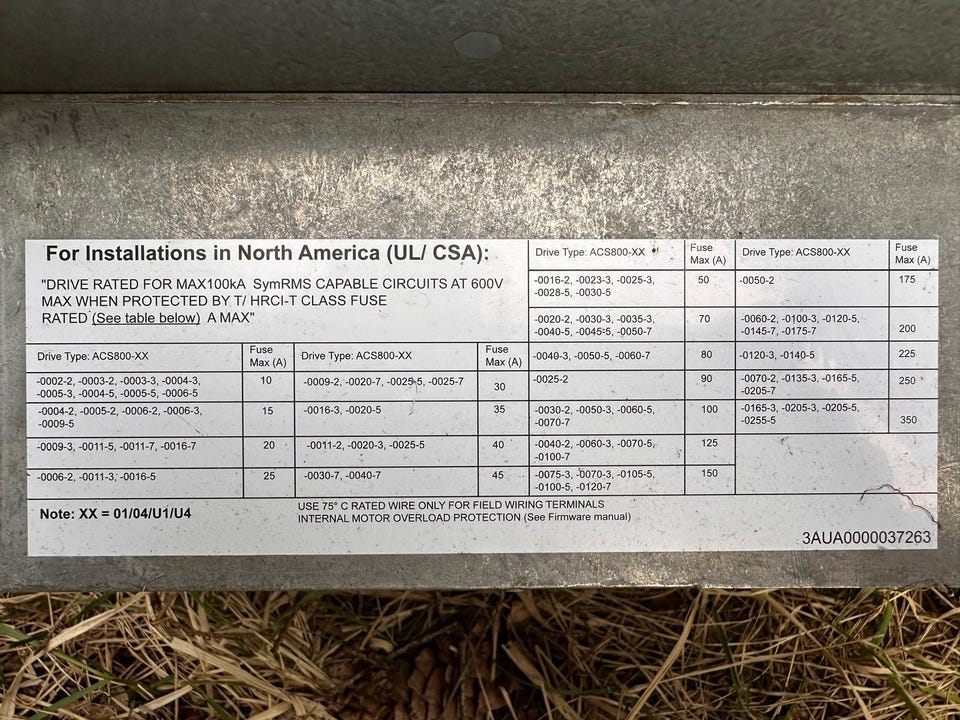 For Installations in North America (UL/ CSA):
"DRIVE RATED FOR MAX100kA SymRMS CAPABLE CIRCUITS AT 600V
MAX WHEN PROTECTED BY T/ HRCI-T CLASS FUSE
RATED (See table below) A MAX"
Drive Type: ACS800-XX Fuse Max (A) Drive Type: ACS800-XX Fuse Max (A)
-0002-2, -0003-2, -0003-3, -0004-3,
-0005-3, -0004-5, -0005-5, -0006-5 10 -0009-2, -0020-7, -0025-5, -0025-7 30
-0004-2, -0005-2, -0006-2, -0006-3,
-0009-5 15 -0016-3, -0020-5 35
-0009-3, -0011-5, -0011-7, -0016-7 20 -0011-2, -0020-3, -0025-5 40
-0006-2, -0011-3, -0016-5 25 -0030-7, -0040-7 45
Drive Type: ACS800-XX Fuse Max (A) Drive Type: ACS800-XX Fuse Max (A)
-0016-2, -0023-3, -0025-3,
-0028-5, -0030-5 50 -0050-2 175
-0020-2, -0030-3, -0035-3,
-0040-5, -0045-5, -0050-7 70 -0060-2, -0100-3, -0120-5,
-0145-7, -0175-7 200
-0040-3, -0050-5, -0060-7 80 -0120-3, -0140-5 225
-0025-2 90 -0070-2, -0135-3, -0165-5,
-0205-7 250
-0030-2, -0050-3, -0060-5,
-0070-7 100 -0165-3, -0205-3, -0205-5,
-0255-5 350
-0040-2, -0060-3, -0070-5,
-0100-7 125
-0075-3, -0070-3, -0105-5,
-0100-5, -0120-7 150
Note: XX = 01/04/U1/U4
USE 75° C RATED WIRE ONLY FOR FIELD WIRING TERMINALS
INTERNAL MOTOR OVERLOAD PROTECTION (See Firmware manual)
3AUA0000037263